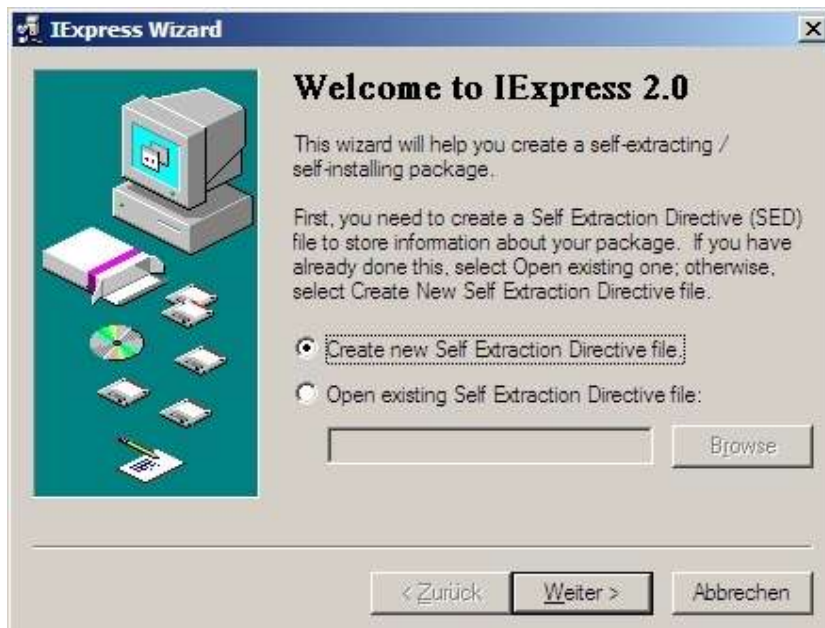 IExpress Wizard
Welcome to IExpress 2.0
This wizard will help you create a self-extracting /
self-installing package.
First, you need to create a Self Extraction Directive (SED)
file to store information about your package. If you have
already done this, select Open existing one; otherwise,
select Create New Self Extraction Directive file.
Create new Self Extraction Directive file.
Open existing Self Extraction Directive file:
Browse
< Zurück
Weiter >
Abbrechen